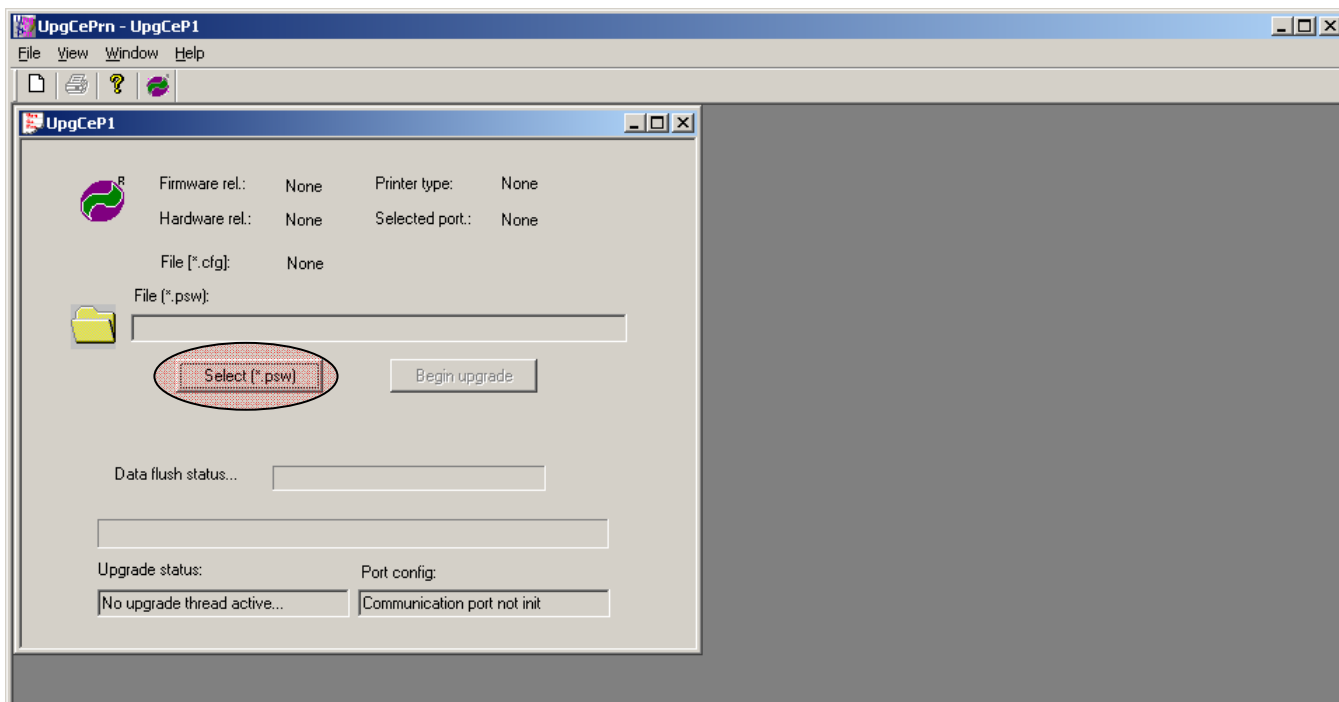 UpgCePrn - UpgCeP1
File View Window Help
UpgCeP1
R
Firmware rel.: None Printer type: None
Hardware rel.: None Selected port.: None
File [*.cfg]: None
File (*.psw):
Select (*.psw) Begin upgrade
Data flush status...
Upgrade status: Port config:
No upgrade thread active... Communication port not init